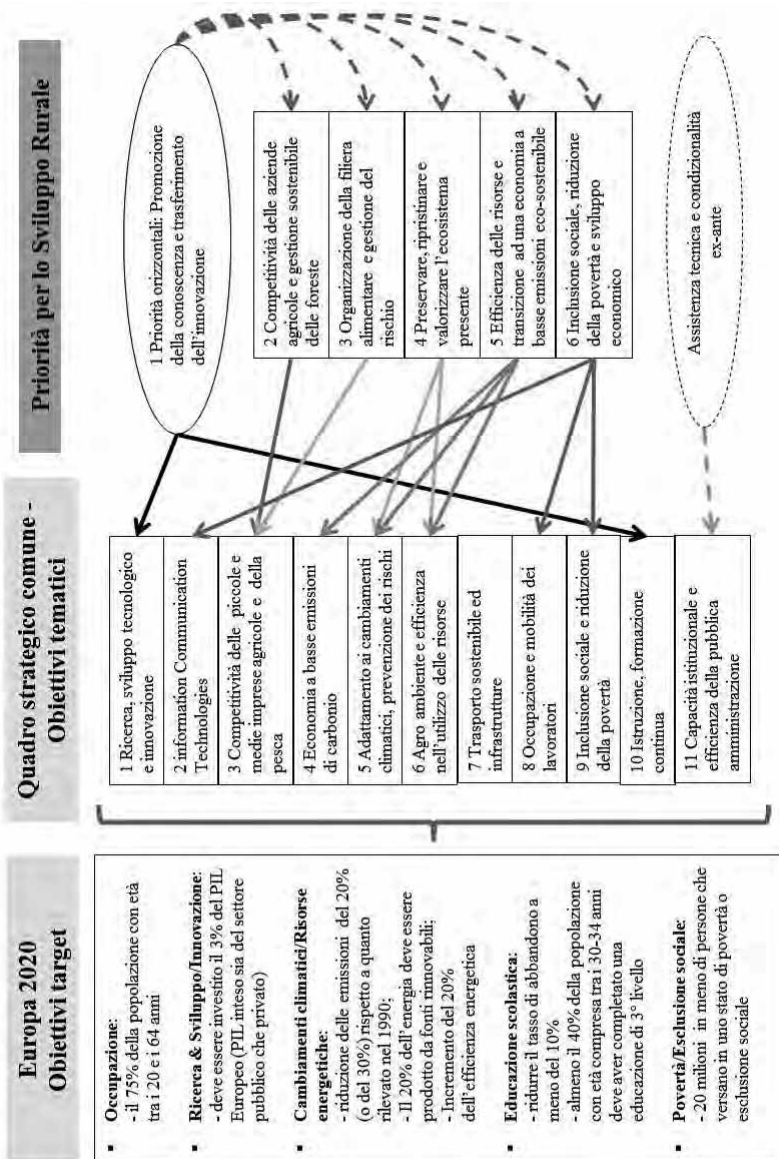 Europa 2020
Obiettivi target
▪ Occupazione:
- il 75% della popolazione con età
tra i 20 e i 64 anni
▪ Ricerca & Sviluppo/Innovazione:
- deve essere investito il 3% del PIL
Europeo (PIL inteso sia del settore
pubblico che privato)
▪ Cambiamenti climatici/Risorse
energetiche:
- riduzione delle emissioni del 20%
(o del 30%) rispetto a quanto
rilevato nel 1990;
- Il 20% dell'energia deve essere
prodotto da fonti rinnovabili;
- Incremento del 20%
dell'efficienza energetica
▪ Educazione scolastica:
- ridurre il tasso di abbandono a
meno del 10%
- almeno il 40% della popolazione
con età compresa tra i 30-34 anni
deve aver completato una
educazione di 3° livello
▪ Povertà/Esclusione sociale:
- 20 milioni in meno di persone che
versano in uno stato di povertà o
esclusione sociale
Quadro strategico comune -
Obiettivi tematici
1 Ricerca, sviluppo tecnologico
e innovazione
2 information Communication
Technologies
3 Competitività delle piccole e
medie imprese agricole e della
pesca
4 Economia a basse emissioni
di carbonio
5 Adattamento ai cambiamenti
climatici, prevenzione dei rischi
6 Agro ambiente e efficienza
nell'utilizzo delle risorse
7 Trasporto sostenibile ed
infrastrutture
8 Occupazione e mobilità dei
lavoratori
9 Inclusione sociale e riduzione
della povertà
10 Istruzione, formazione
continua
11 Capacità istituzionale e
efficienza della pubblica
amministrazione
Priorità per lo Sviluppo Rurale
1 Priorità orizzontali: Promozione
della conoscenza e trasferimento
dell'innovazione
2 Competitività delle aziende
agricole e gestione sostenibile
delle foreste
3 Organizzazione della filiera
alimentare e gestione del
rischio
4 Preservare, ripristinare e
valorizzare l'ecosistema
presente
5 Efficienza delle risorse e
transizione ad una economia a
basse emissioni eco-sostenibile
6 Inclusione sociale, riduzione
della povertà e sviluppo
economico
Assistenza tecnica e condizionalità
ex-ante